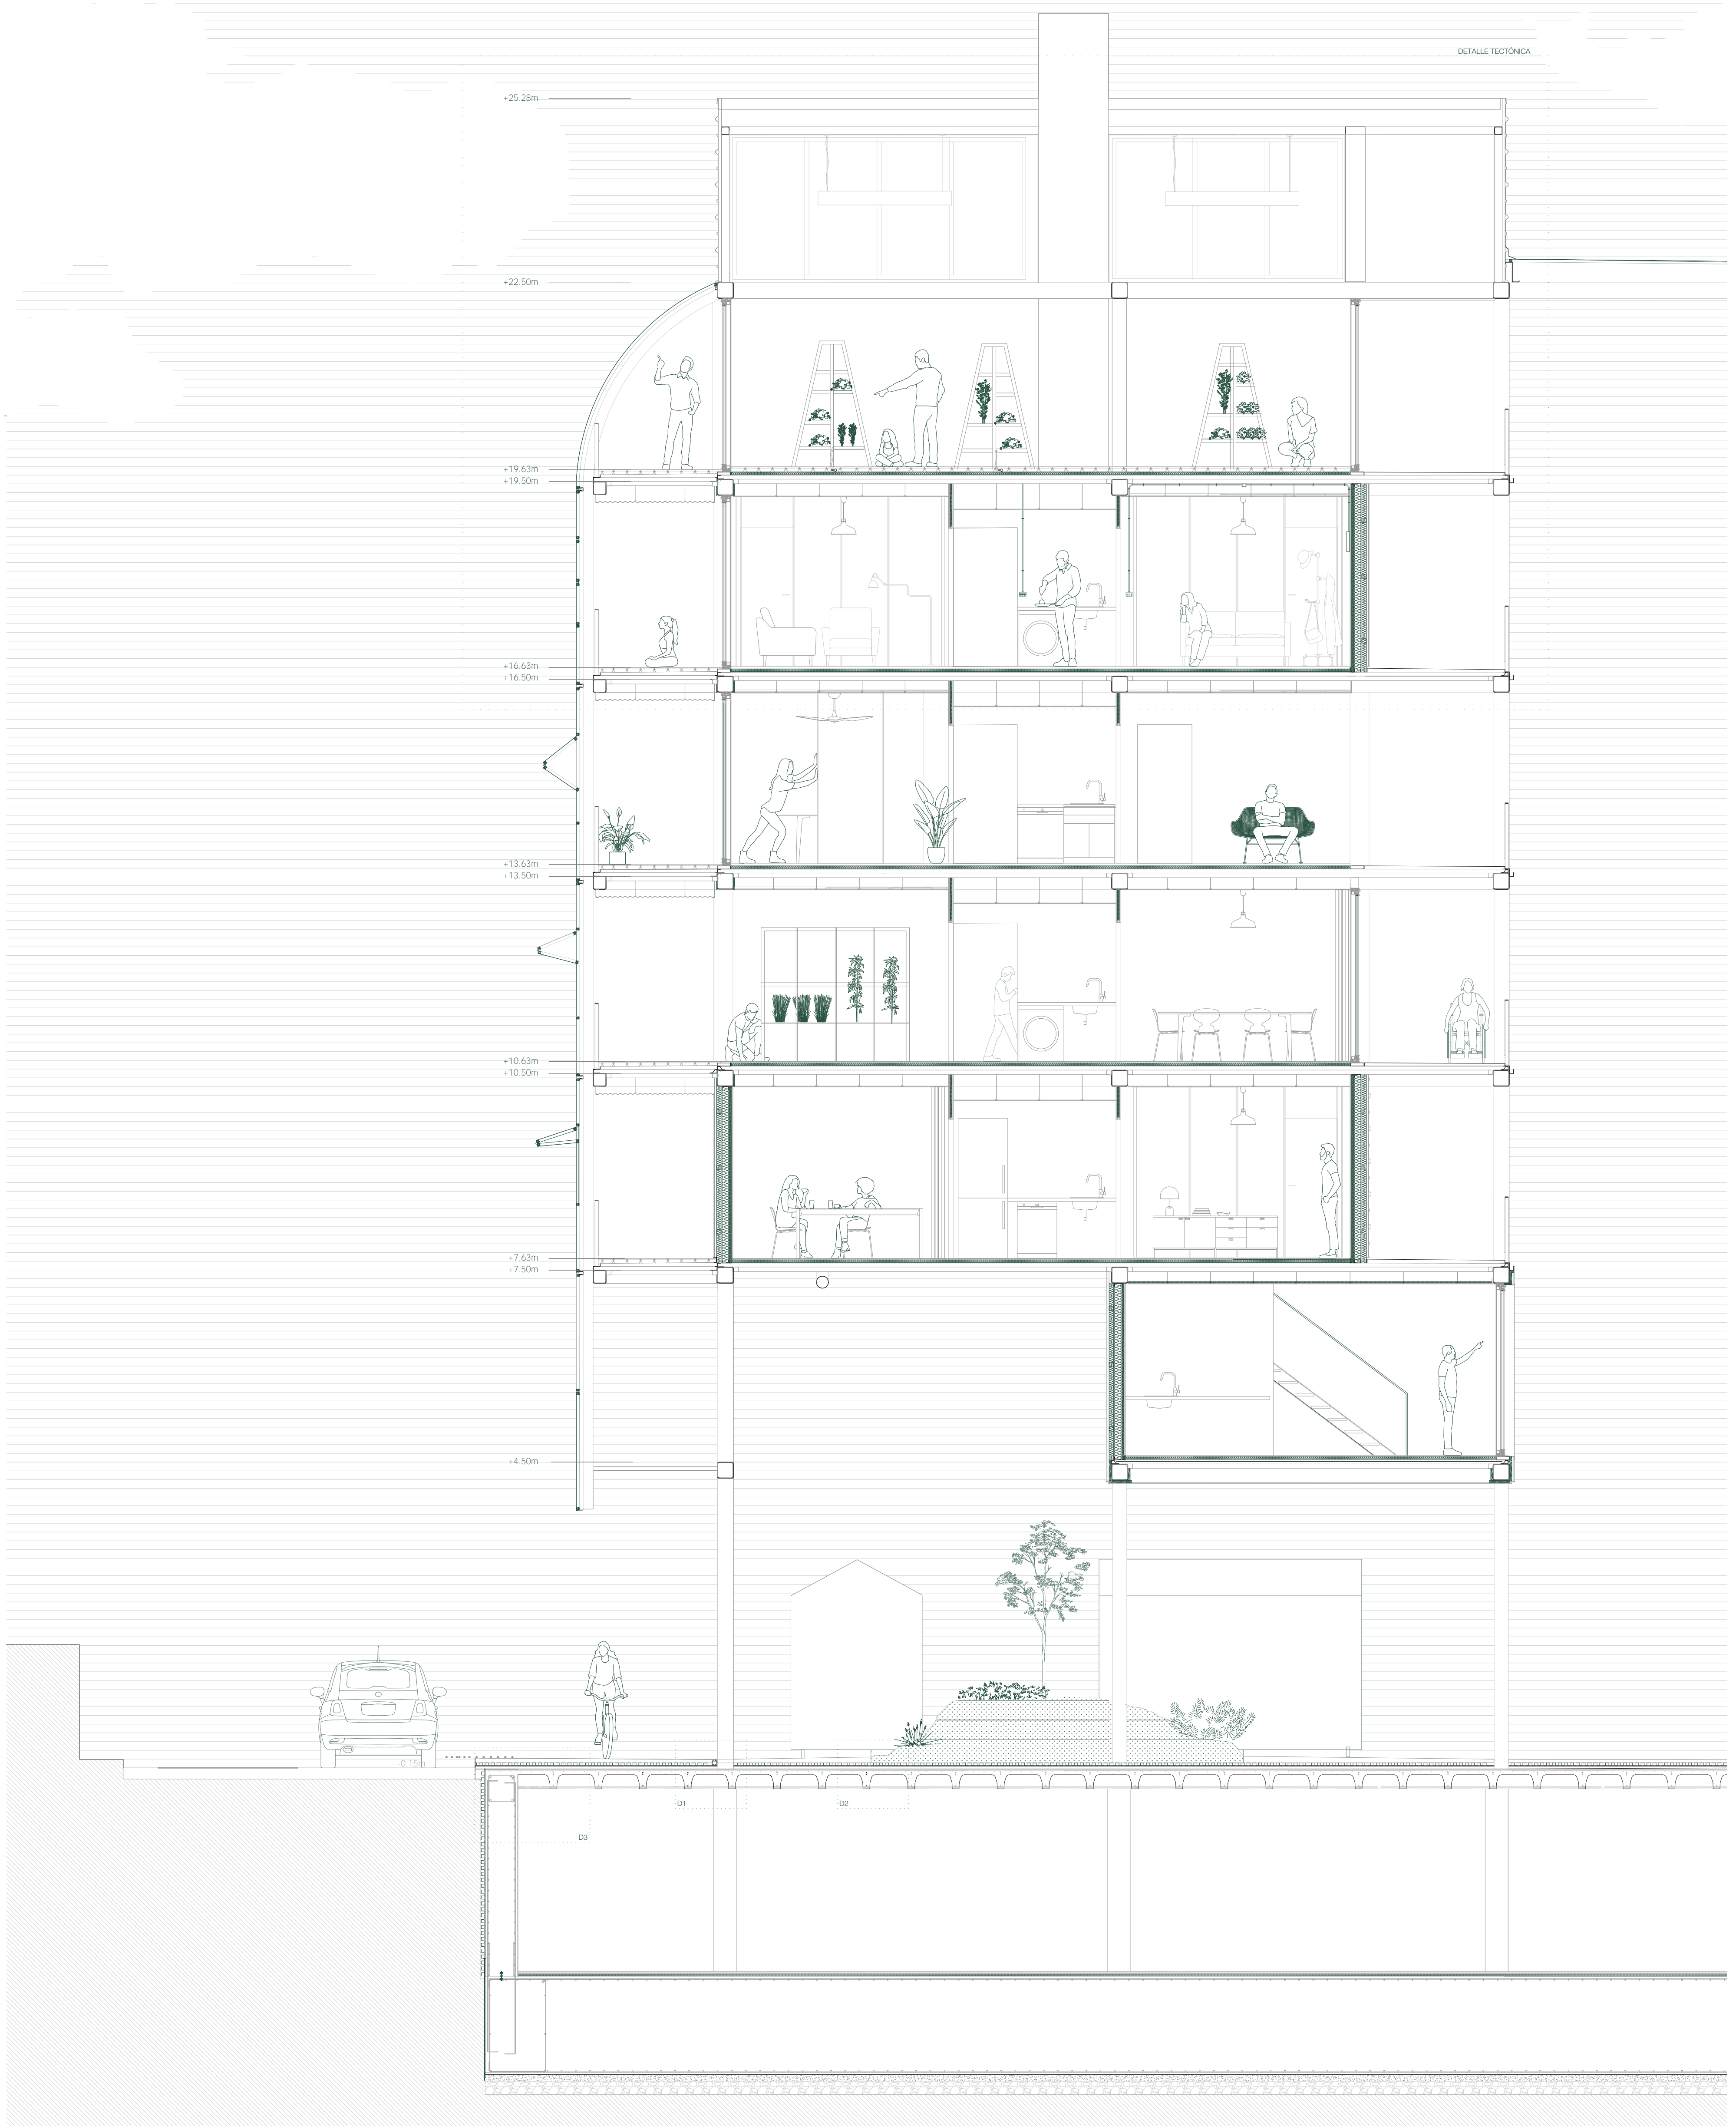 DETALLE TECTÓNICA
+25.28m
+22.50m
+19.63m
+19.50m
+16.63m
+16.50m
+13.63m
+13.50m
+10.63m
+10.50m
+7.63m
+7.50m
+4.50m
-0.15m
D1
D2
D3